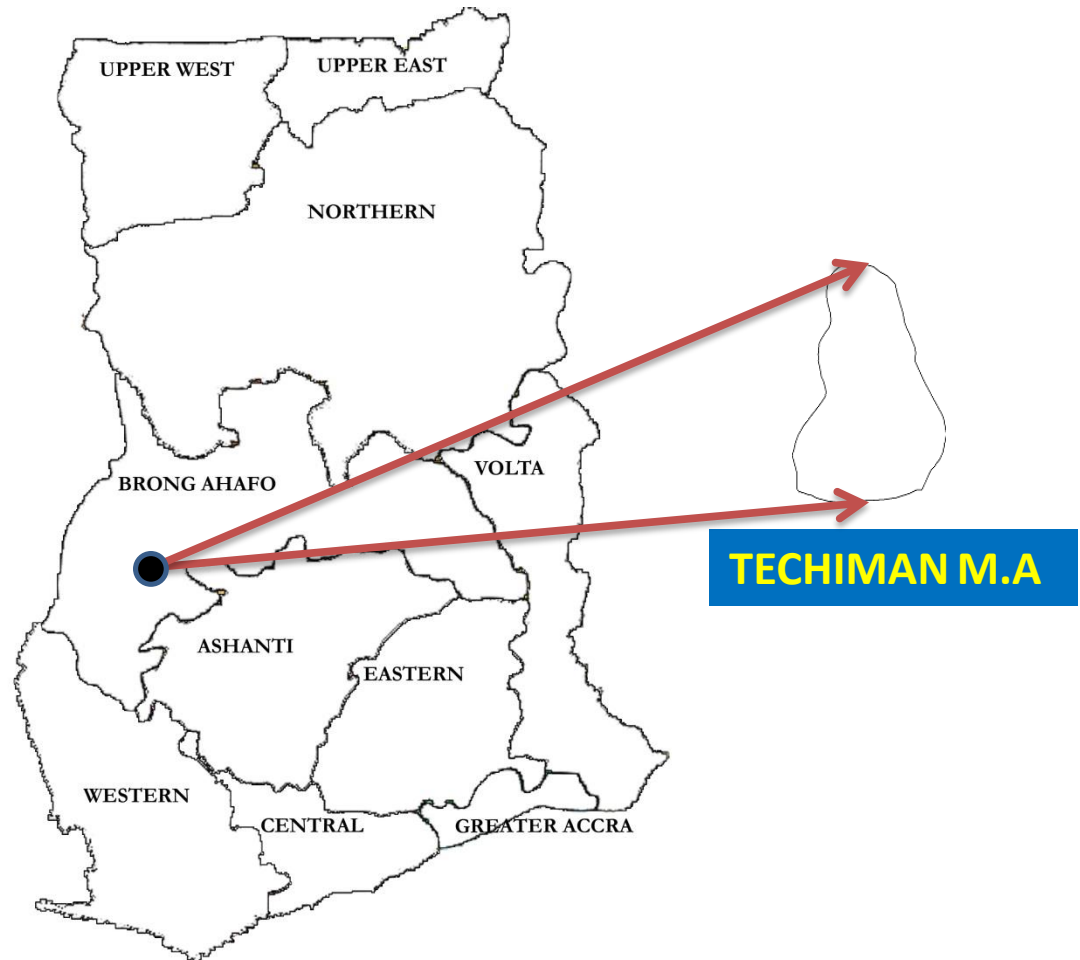 UPPER WEST
UPPER EAST
NORTHERN
BRONG AHAFO
VOLTA
TECHIMAN M.A
ASHANTI
EASTERN
WESTERN
CENTRAL
GREATER ACCRA